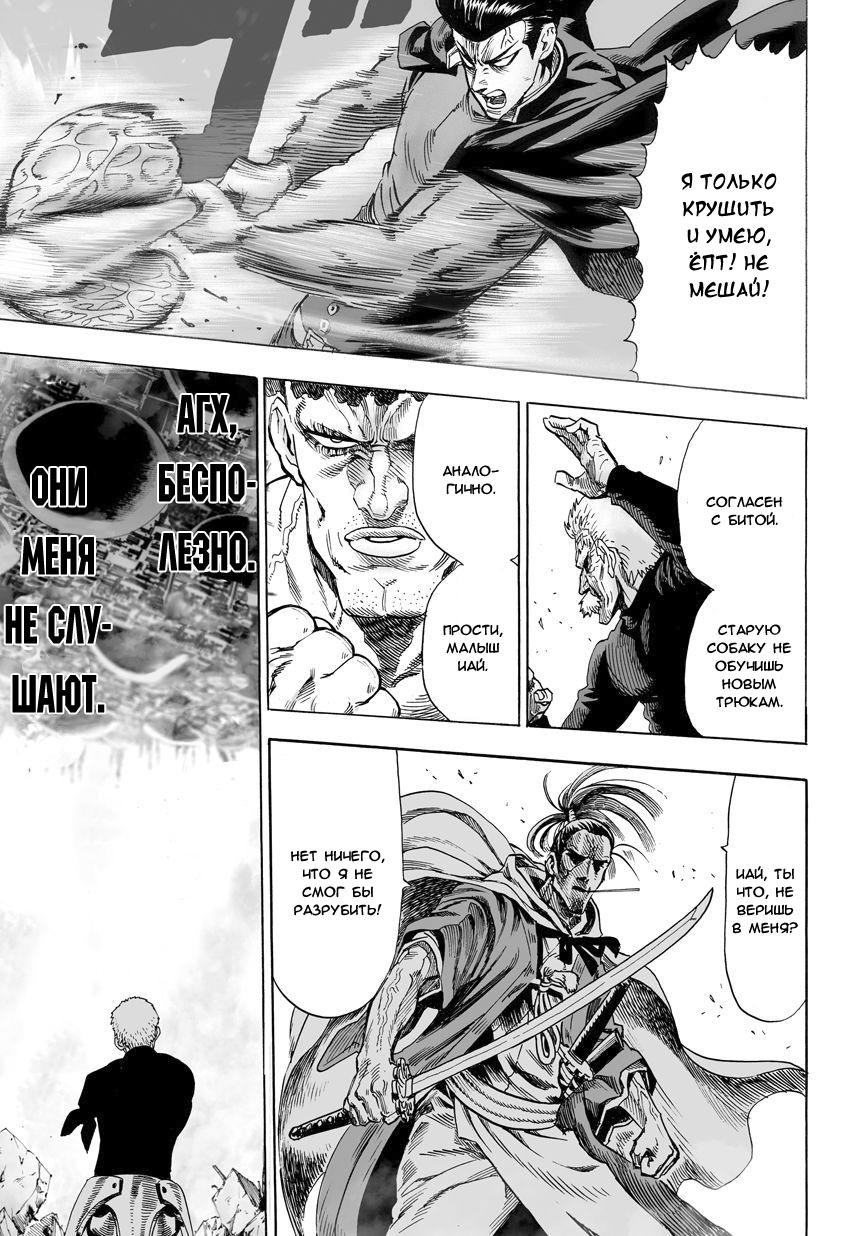 Я ТОЛЬКО
КРУШИТЬ
И УМЕЮ,
ЁПТ! НЕ
МЕШАЙ!
СОГЛАСЕН
С БИТОЙ.
СТАРУЮ
СОБАКУ НЕ
ОБУЧИШЬ
НОВЫМ
ТРЮКАМ.
АНАЛО-
ГИЧНО.
ПРОСТИ,
МАЛЫШ
ИАЙ.
АГХ,
БЕСПО-
ЛЕЗНО.
ОНИ
МЕНЯ
НЕ СЛУ-
ШАЮТ.
ИАЙ, ТЫ
ЧТО, НЕ
ВЕРИШЬ
В МЕНЯ?
НЕТ НИЧЕГО,
ЧТО Я НЕ
СМОГ БЫ
РАЗРУБИТЬ!